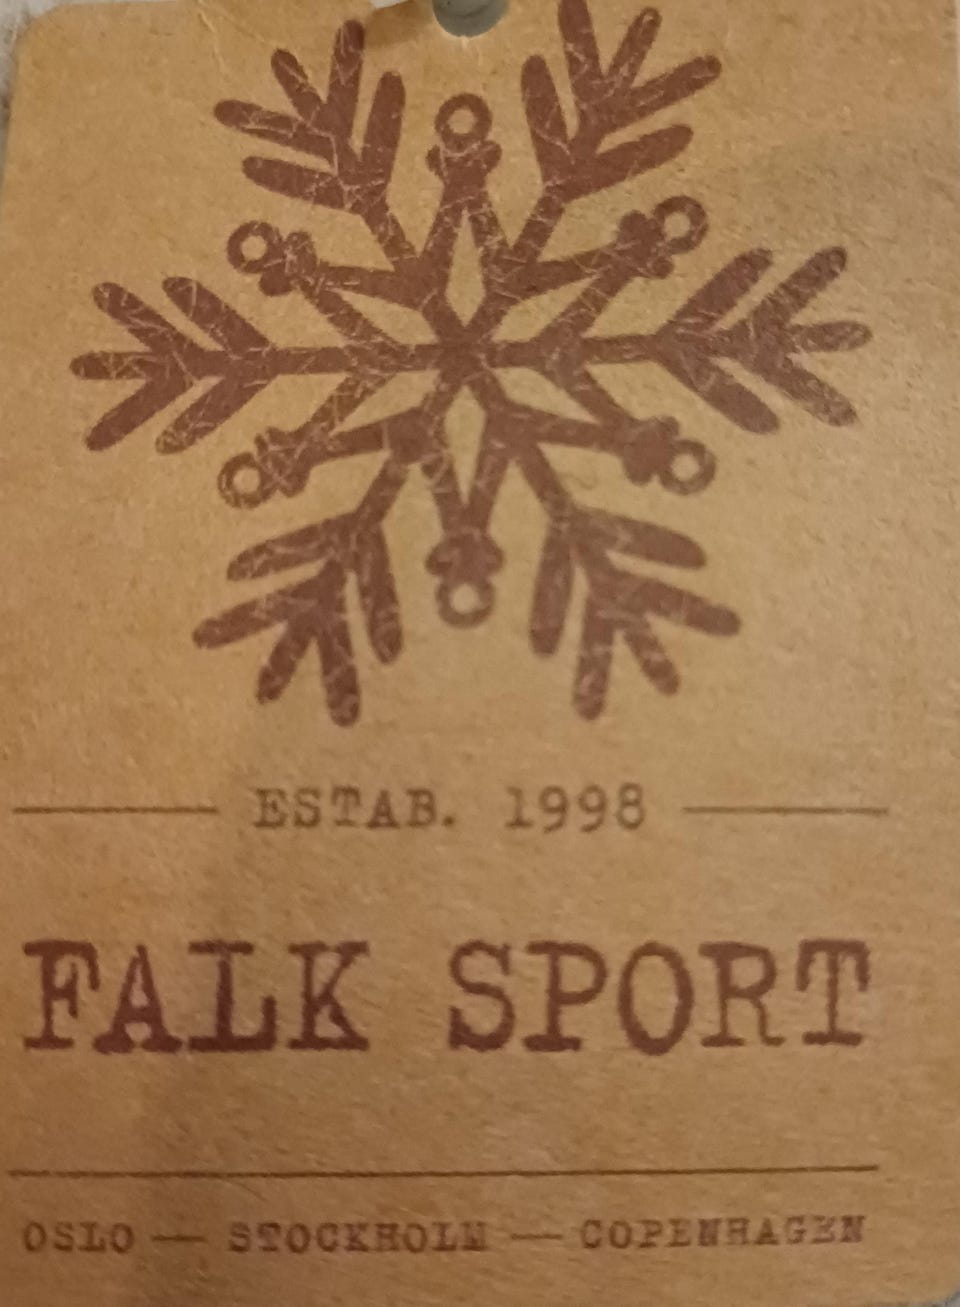 ESTAB. 1998
FALK SPORT
OSLO — STOCKHOLM — COPENHAGEN